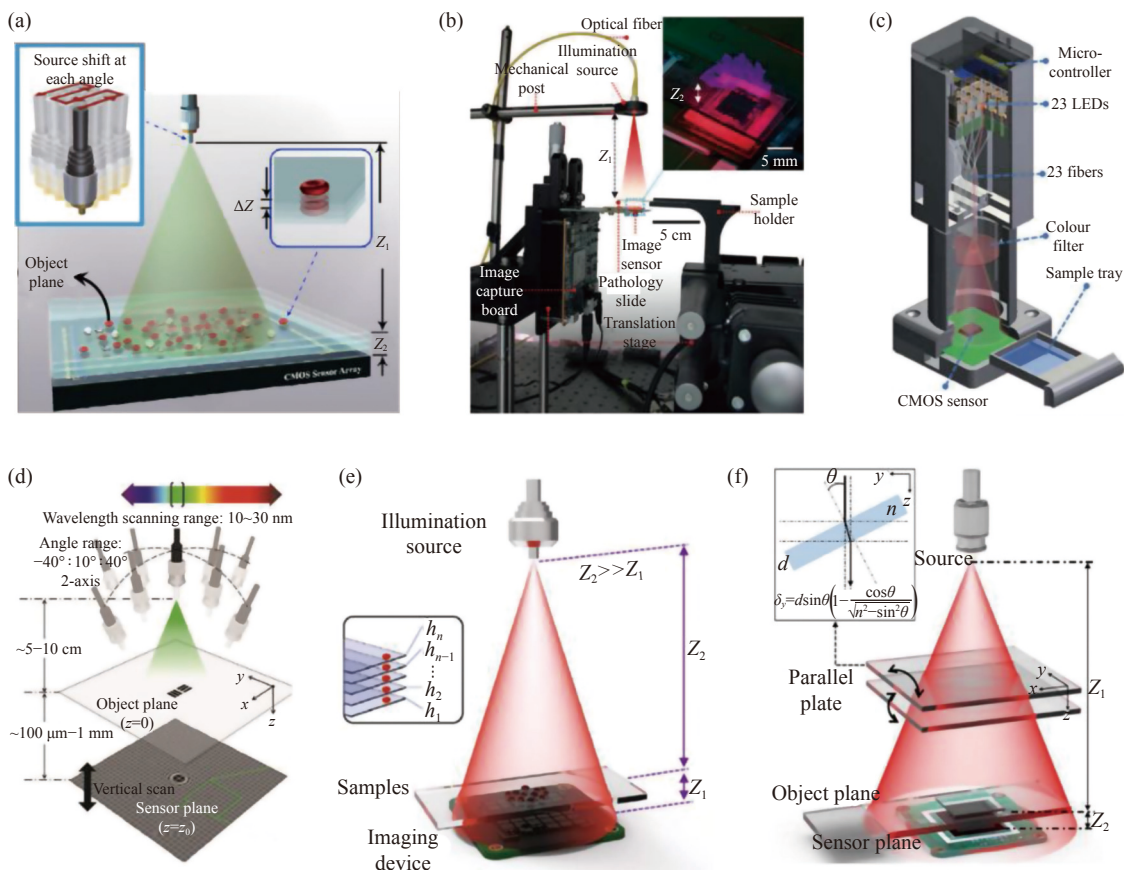 (a)
Source shift at
each angle
ΔZ
Z₁
Object
plane
Z₂
CMOS Sensor Array
(b)
Optical fiber
Illumination
source
Mechanical
post
Z₂
5 mm
Z₁
Sample
holder
5 cm
Image
sensor
Pathology
slide
Image
capture
board
Translation
stage
(c)
Micro-
controller
23 LEDs
23 fibers
Colour
filter
Sample tray
CMOS sensor
(d)
Wavelength scanning range: 10~30 nm
Angle range:
−40° : 10° : 40°
2-axis
~5−10 cm
y
x
z
Object plane
(z=0)
~100 μm−1 mm
Vertical scan
Sensor plane
(z=z₀)
(e)
Illumination
source
Z₂>>Z₁
hₙ
hₙ₋₁
⋮
h₂
h₁
Z₂
Samples
Z₁
Imaging
device
(f)
θ
y
z
n
d
δᵧ=dsinθ(1−cosθ/√(n²−sin²θ))
Source
Parallel
plate
y
x
z
Z₁
Object plane
Z₂
Sensor plane